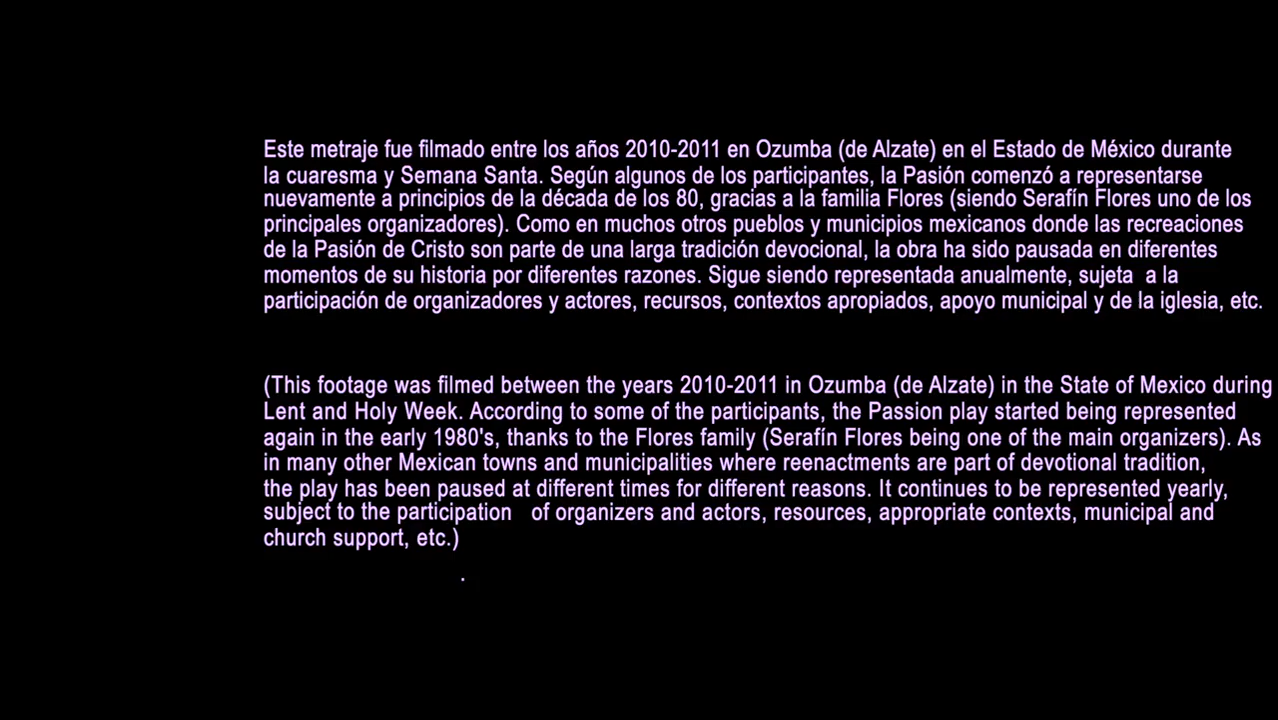 Este metraje fue filmado entre los años 2010-2011 en Ozumba (de Alzate) en el Estado de México durante
la cuaresma y Semana Santa. Según algunos de los participantes, la Pasión comenzó a representarse
nuevamente a principios de la década de los 80, gracias a la familia Flores (siendo Serafín Flores uno de los
principales organizadores). Como en muchos otros pueblos y municipios mexicanos donde las recreaciones
de la Pasión de Cristo son parte de una larga tradición devocional, la obra ha sido pausada en diferentes
momentos de su historia por diferentes razones. Sigue siendo representada anualmente, sujeta a la
participación de organizadores y actores, recursos, contextos apropiados, apoyo municipal y de la iglesia, etc.
(This footage was filmed between the years 2010-2011 in Ozumba (de Alzate) in the State of Mexico during
Lent and Holy Week. According to some of the participants, the Passion play started being represented
again in the early 1980's, thanks to the Flores family (Serafín Flores being one of the main organizers). As
in many other Mexican towns and municipalities where reenactments are part of devotional tradition,
the play has been paused at different times for different reasons. It continues to be represented yearly,
subject to the participation of organizers and actors, resources, appropriate contexts, municipal and
church support, etc.)
.